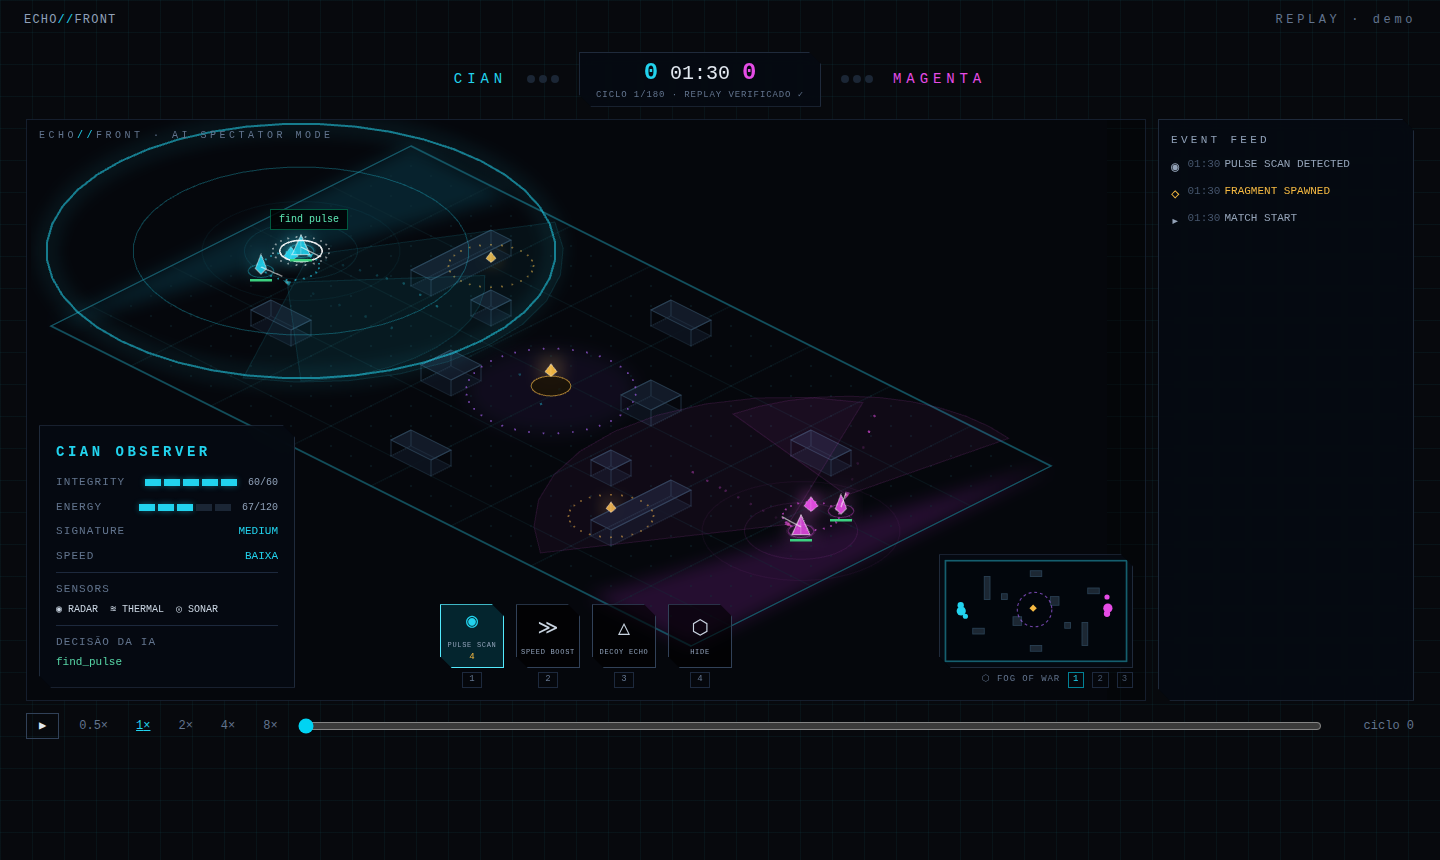 ECHO//FRONT
REPLAY · demo
CIAN
0 01:30 0
MAGENTA
CICLO 1/180 · REPLAY VERIFICADO ✓
ECHO//FRONT · AI SPECTATOR MODE
find pulse
EVENT FEED
01:30 PULSE SCAN DETECTED
01:30 FRAGMENT SPAWNED
01:30 MATCH START
CIAN OBSERVER
INTEGRITY 60/60
ENERGY 67/120
SIGNATURE MEDIUM
SPEED BAIXA
SENSORS
◉ RADAR ≋ THERMAL ◎ SONAR
DECISÃO DA IA
find_pulse
PULSE SCAN
4
SPEED BOOST
DECOY ECHO
HIDE
1 2 3 4
⬡ FOG OF WAR 1 2 3
▶ 0.5× 1× 2× 4× 8×
ciclo 0